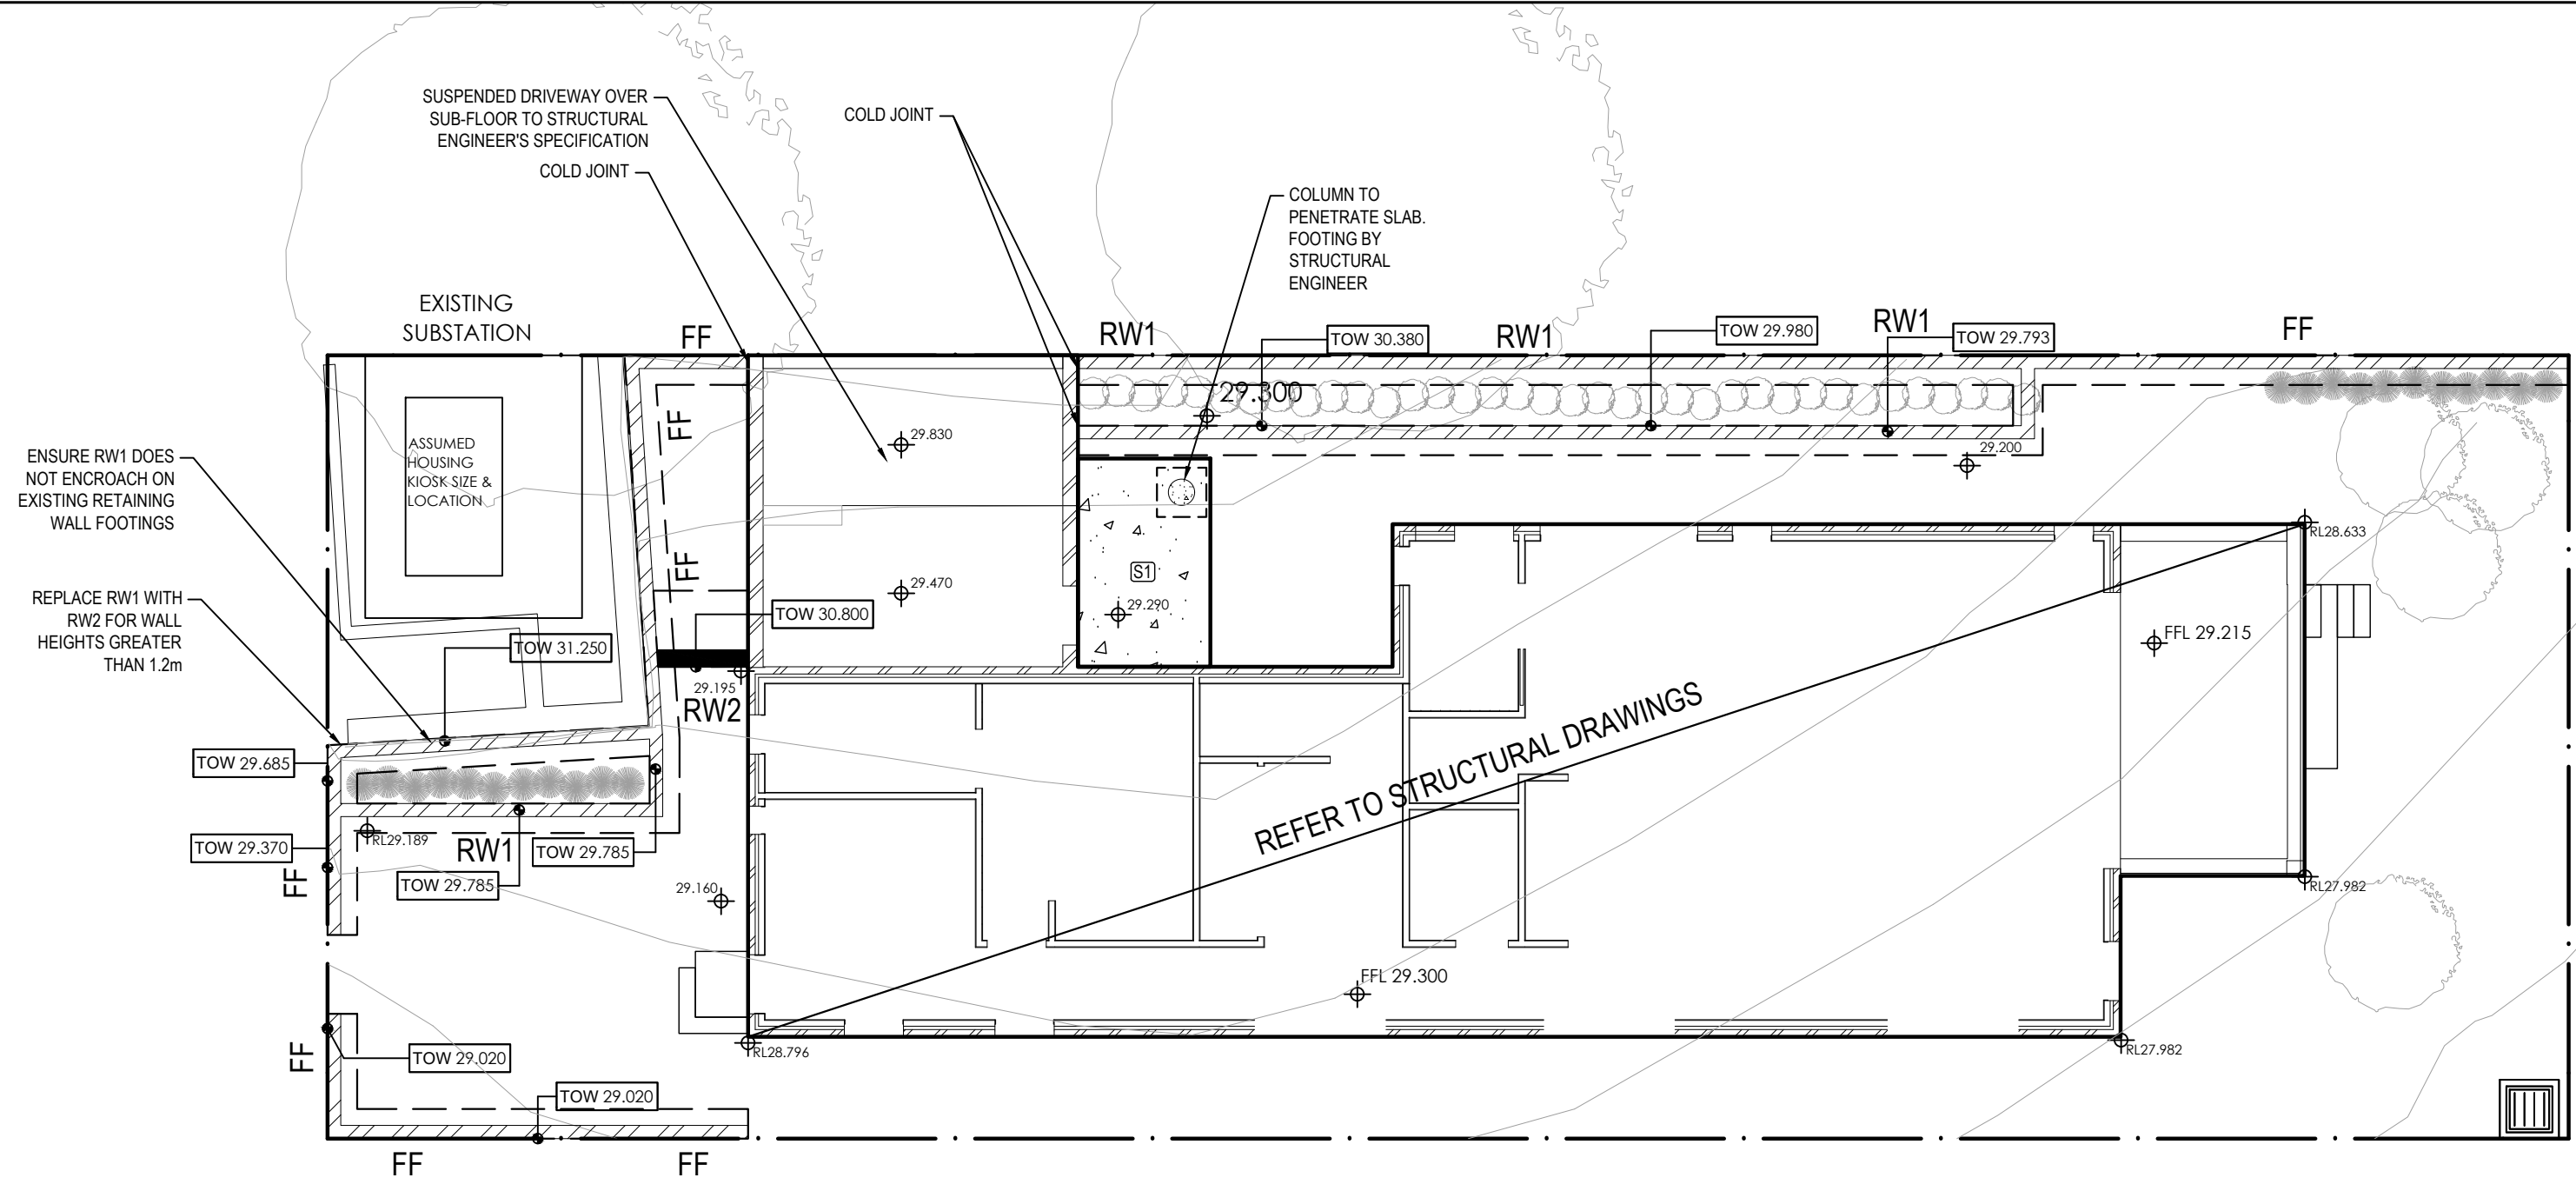 SUSPENDED DRIVEWAY OVER
SUB-FLOOR TO STRUCTURAL
ENGINEER'S SPECIFICATION
COLD JOINT
COLD JOINT
COLUMN TO
PENETRATE SLAB.
FOOTING BY
STRUCTURAL
ENGINEER
EXISTING
SUBSTATION
FF
RW1
TOW 30.380
RW1
TOW 29.980
RW1
TOW 29.793
FF
29.300
FF
29.830
ASSUMED
HOUSING
KIOSK SIZE &
LOCATION
ENSURE RW1 DOES
NOT ENCROACH ON
EXISTING RETAINING
WALL FOOTINGS
29.200
RL28.633
FF
S1
29.470
29.290
REPLACE RW1 WITH
RW2 FOR WALL
HEIGHTS GREATER
THAN 1.2m
TOW 30.800
TOW 31.250
FFL 29.215
29.195
RW2
REFER TO STRUCTURAL DRAWINGS
TOW 29.685
RL29.189
TOW 29.370
RW1
TOW 29.785
FF
TOW 29.785
29.160
RL27.982
FFL 29.300
FF
TOW 29.020
RL28.796
RL27.982
TOW 29.020
FF
FF